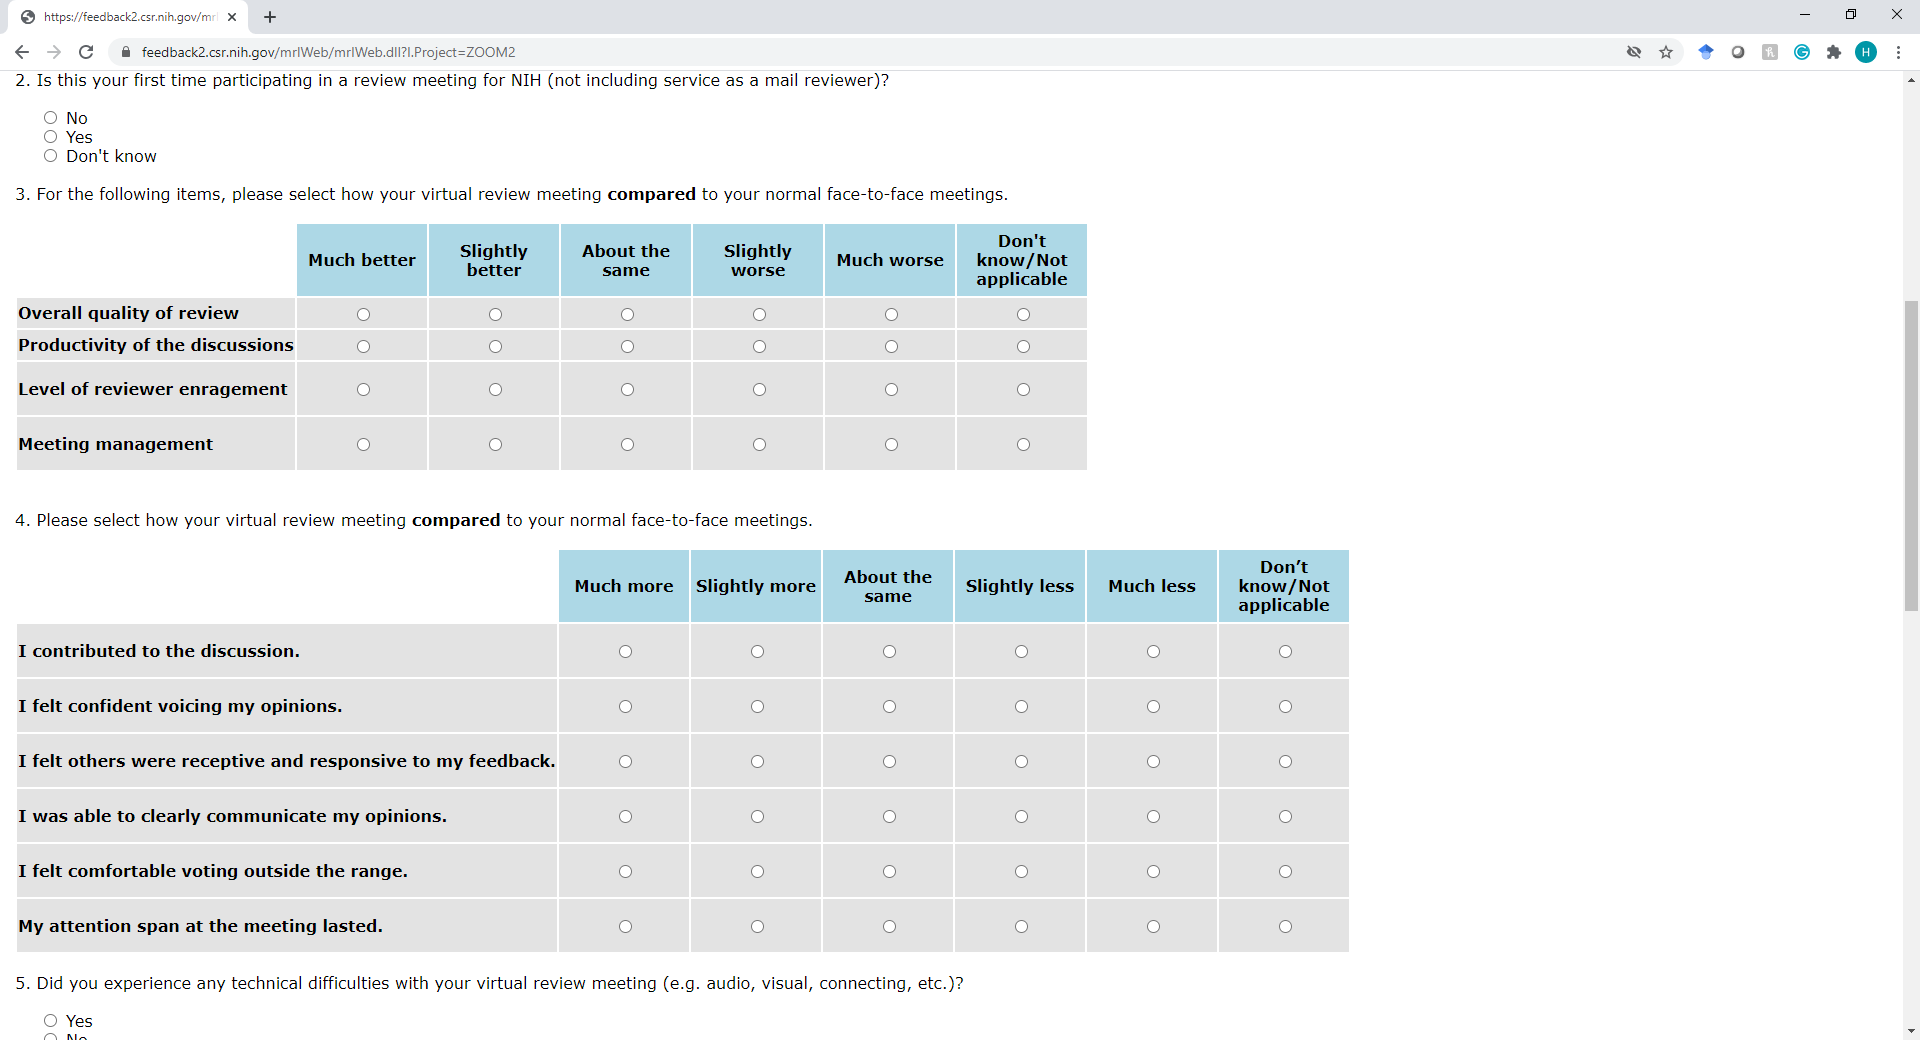 https://feedback2.csr.nih.gov/mr
feedback2.csr.nih.gov/mrIWeb/mrIWeb.dll?I.Project=ZOOM2
H
2. Is this your first time participating in a review meeting for NIH (not including service as a mail reviewer)?
No
Yes
Don't know
3. For the following items, please select how your virtual review meeting compared to your normal face-to-face meetings.
Much better
Slightly
better
About the
same
Slightly
worse
Much worse
Don't
know/Not
applicable
Overall quality of review
Productivity of the discussions
Level of reviewer enragement
Meeting management
4. Please select how your virtual review meeting compared to your normal face-to-face meetings.
Much more
Slightly more
About the
same
Slightly less
Much less
Don’t
know/Not
applicable
I contributed to the discussion.
I felt confident voicing my opinions.
I felt others were receptive and responsive to my feedback.
I was able to clearly communicate my opinions.
I felt comfortable voting outside the range.
My attention span at the meeting lasted.
5. Did you experience any technical difficulties with your virtual review meeting (e.g. audio, visual, connecting, etc.)?
Yes
No